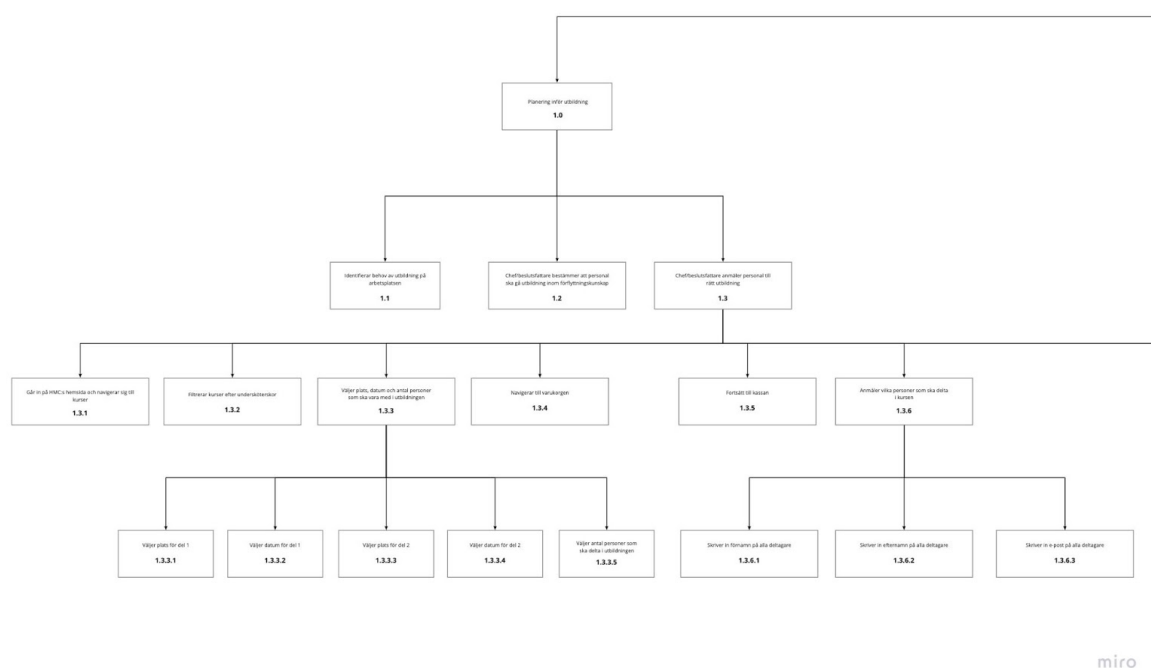 Planering inför utbildning
1.0
Identifierar behav av utbildning på
arbetsplatsen
1.1
Chef/beslutsfattare bestämmer att personal
ska gå utbildning inom förflyttningskunskap
1.2
Chef/beslutsfattare anmäler personal till
rätt utbildning
1.3
Går in på HMC:s hemsida och navigerar sig till
kurser
1.3.1
Filtrerar kurser efter undersköterskor
1.3.2
Väljer plats, datum och antal personer
som ska vara med i utbildningen
1.3.3
Navigerar till varukorgen
1.3.4
Fortsätt till kassan
1.3.5
Anmäler vilka personer som ska delta
i kursen
1.3.6
Väljer plats för del 1
1.3.3.1
Väljer datum för del 1
1.3.3.2
Väljer plats för del 2
1.3.3.3
Väljer datum för del 2
1.3.3.4
Väljer antal personer som
ska delta i utbildningen
1.3.3.5
Skriver in förnamn på alla deltagare
1.3.6.1
Skriver in efternamn på alla deltagare
1.3.6.2
Skriver in e-post på alla deltagare
1.3.6.3
miro